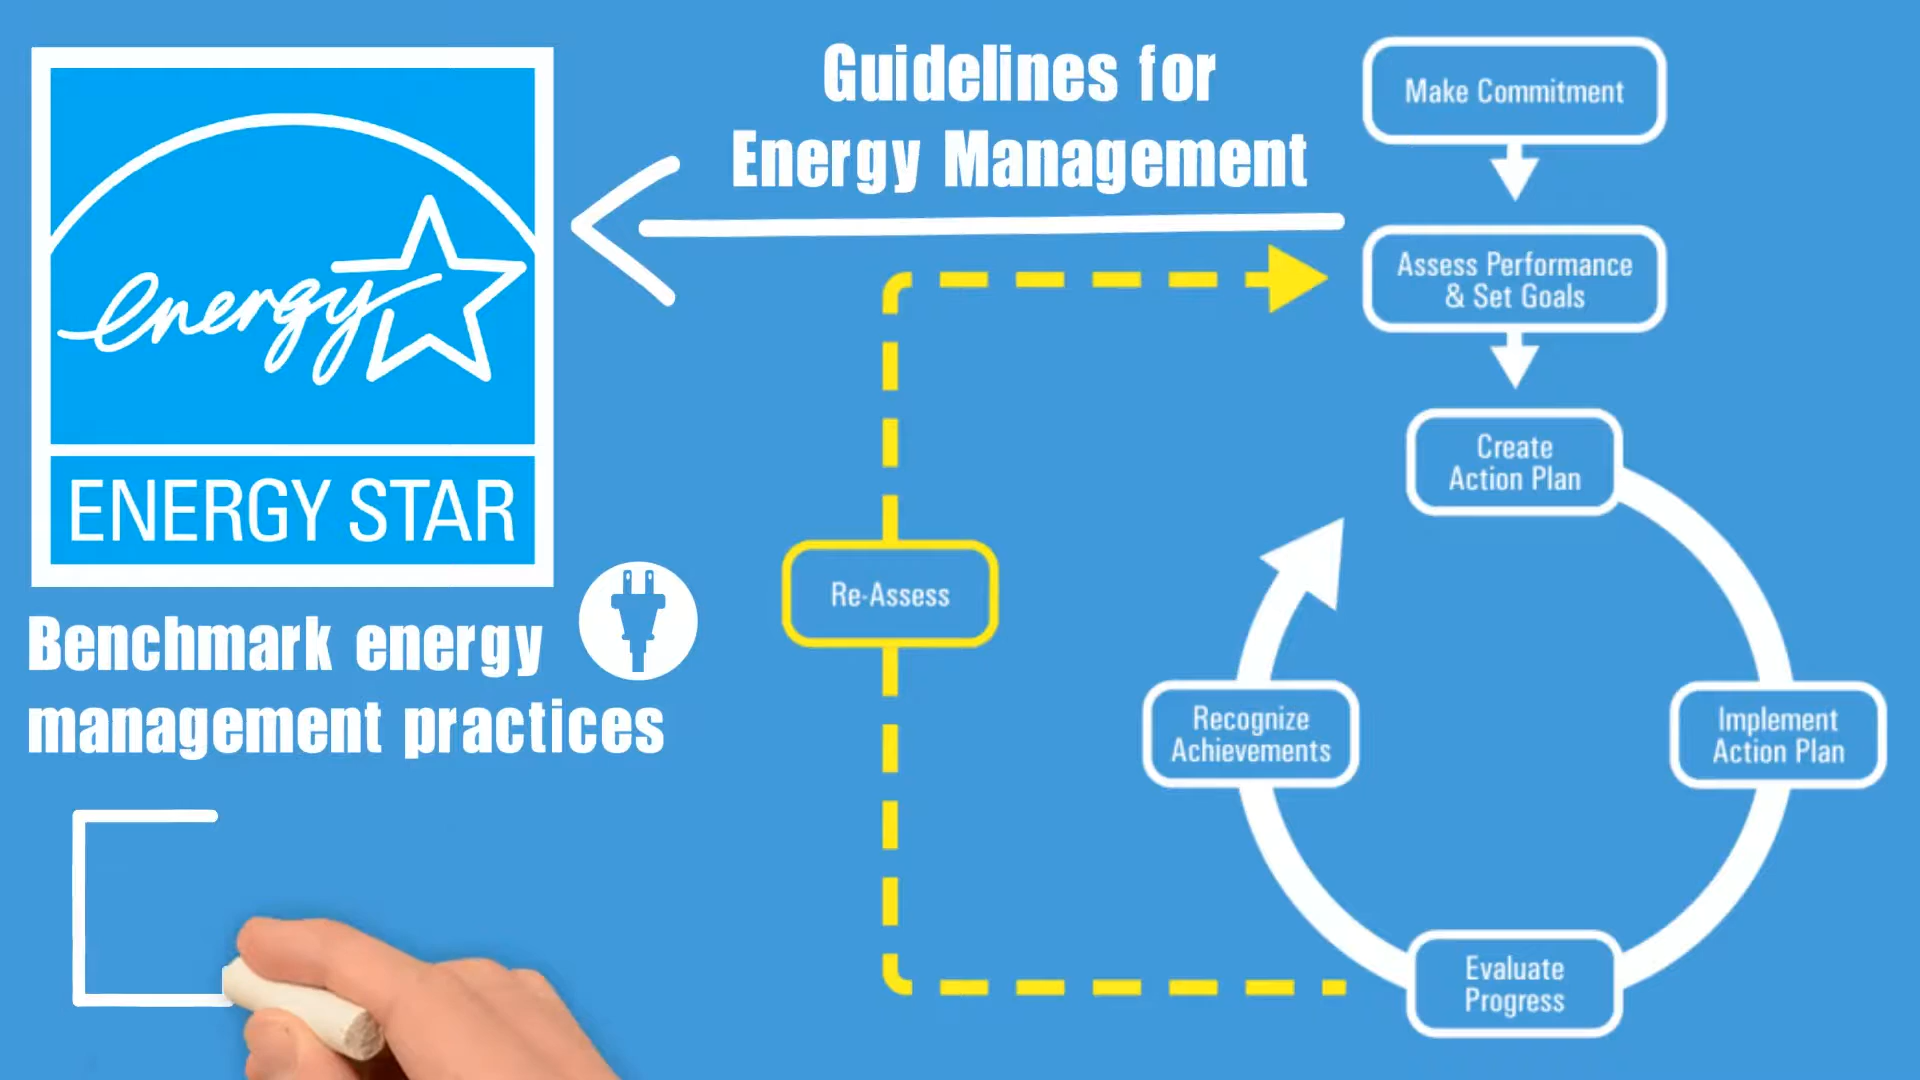 energy
ENERGY STAR
Benchmark energy
management practices
Guidelines for
Energy Management
Make Commitment
Assess Performance
& Set Goals
Create
Action Plan
Re-Assess
Recognize
Achievements
Implement
Action Plan
Evaluate
Progress